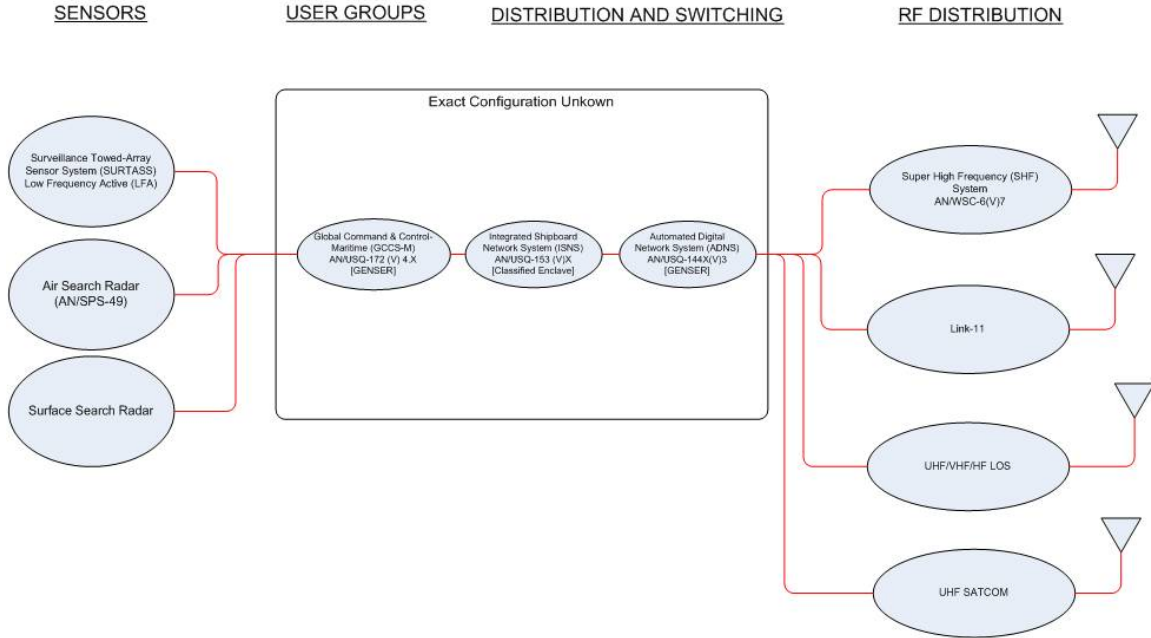 SENSORS
USER GROUPS
DISTRIBUTION AND SWITCHING
RF DISTRIBUTION
Exact Configuration Unkown
Surveillance Towed-Array
Sensor System (SURTASS)
Low Frequency Active (LFA)
Air Search Radar
(AN/SPS-49)
Surface Search Radar
Global Command & Control-
Maritime (GCCS-M)
AN/USQ-172 (V) 4.X
[GENSER]
Integrated Shipboard
Network System (ISNS)
AN/USQ-153 (V)X
[Classified Enclave]
Automated Digital
Network System (ADNS)
AN/USQ-144X(V)3
[GENSER]
Super High Frequency (SHF)
System
AN/WSC-6(V)7
Link-11
UHF/VHF/HF LOS
UHF SATCOM